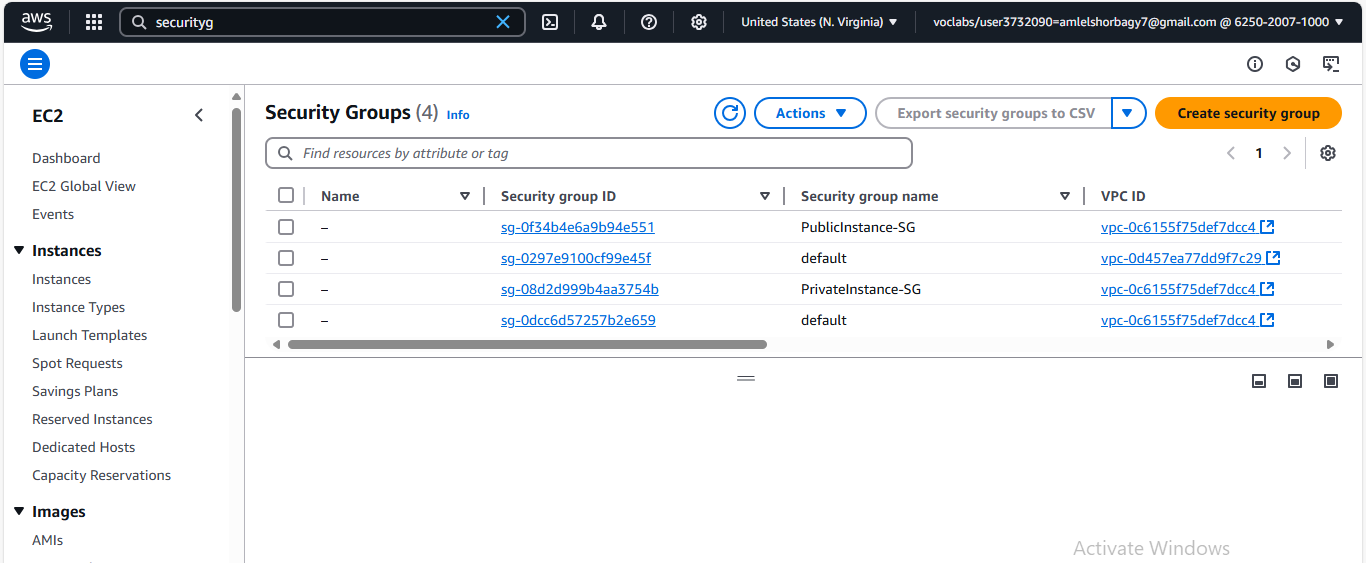 aws
securityg
United States (N. Virginia)
voclabs/user3732090=amlelshorbagy7@gmail.com @ 6250-2007-1000
EC2
Dashboard
EC2 Global View
Events
Instances
Instances
Instance Types
Launch Templates
Spot Requests
Savings Plans
Reserved Instances
Dedicated Hosts
Capacity Reservations
Images
AMIs
Security Groups (4) Info
Actions
Export security groups to CSV
Create security group
Find resources by attribute or tag
1
Name Security group ID Security group name VPC ID
– sg-0f34b4e6a9b94e551 PublicInstance-SG vpc-0c6155f75def7dcc4
– sg-0297e9100cf99e45f default vpc-0d457ea77dd9f7c29
– sg-08d2d999b4aa3754b PrivateInstance-SG vpc-0c6155f75def7dcc4
– sg-0dcc6d57257b2e659 default vpc-0c6155f75def7dcc4
Activate Windows